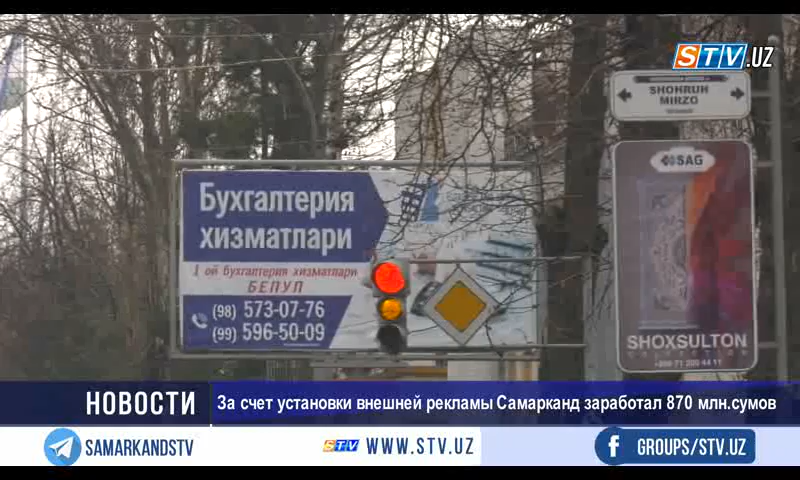 STV.UZ
SHOHRUH
MIRZO
SAG
Бухгалтерия
хизматлари
1 ой бухгалтерия хизматлари
БЕПУЛ
(98) 573-07-76
(99) 596-50-09
SHOXSULTON
НОВОСТИ
За счет установки внешней рекламы Самарканд заработал 870 млн.сумов
SAMARKANDSTV
STV WWW.STV.UZ
f GROUPS/STV.UZ